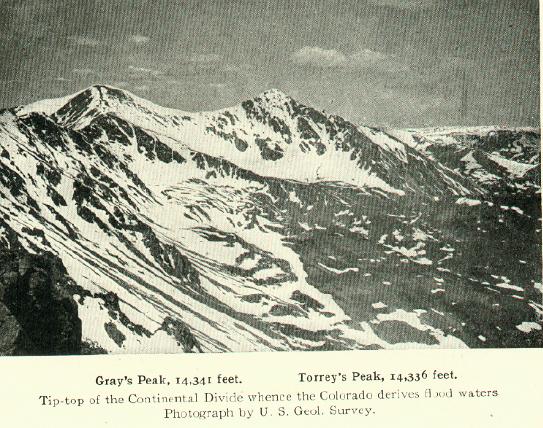 Gray's Peak, 14,341 feet. Torrey's Peak, 14,336 feet.
Tip-top of the Continental Divide whence the Colorado derives flood waters
Photograph by U. S. Geol. Survey.